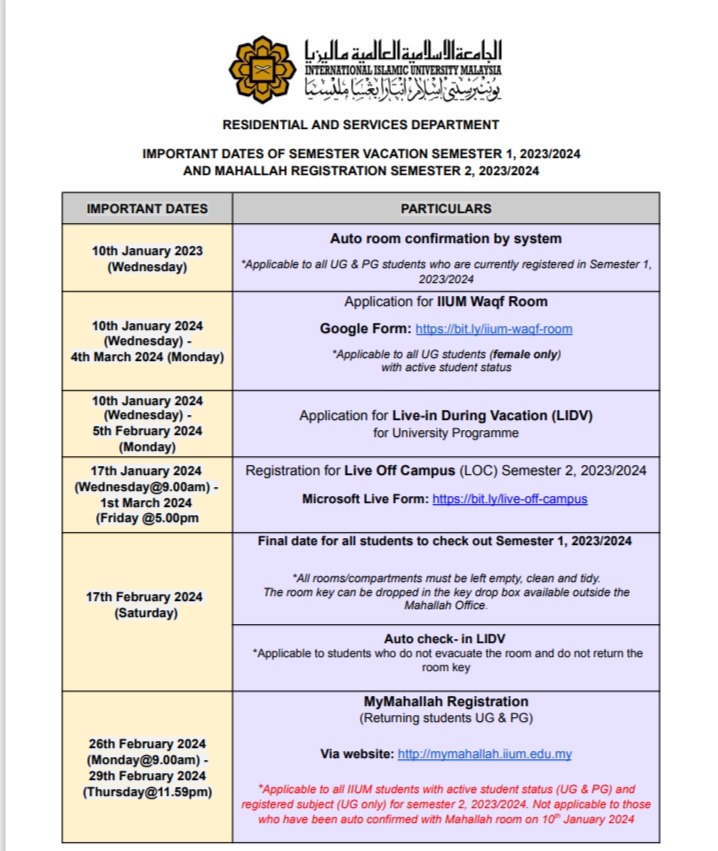 الجامعة الإسلامية العالمية ماليزيا
INTERNATIONAL ISLAMIC UNIVERSITY MALAYSIA
يونيۏرسيتي اسلام انتارابڠسا مليسيا
RESIDENTIAL AND SERVICES DEPARTMENT
IMPORTANT DATES OF SEMESTER VACATION SEMESTER 1, 2023/2024
AND MAHALLAH REGISTRATION SEMESTER 2, 2023/2024
IMPORTANT DATES
PARTICULARS
10th January 2023
(Wednesday)
Auto room confirmation by system
*Applicable to all UG & PG students who are currently registered in Semester 1,
2023/2024
10th January 2024
(Wednesday) -
4th March 2024 (Monday)
Application for IIUM Waqf Room
Google Form: https://bit.ly/iium-waqf-room
*Applicable to all UG students (female only)
with active student status
10th January 2024
(Wednesday) -
5th February 2024
(Monday)
Application for Live-in During Vacation (LIDV)
for University Programme
17th January 2024
(Wednesday@9.00am) -
1st March 2024
(Friday @5.00pm
Registration for Live Off Campus (LOC) Semester 2, 2023/2024
Microsoft Live Form: https://bit.ly/live-off-campus
17th February 2024
(Saturday)
Final date for all students to check out Semester 1, 2023/2024
*All rooms/compartments must be left empty, clean and tidy.
The room key can be dropped in the key drop box available outside the
Mahallah Office.
Auto check- in LIDV
*Applicable to students who do not evacuate the room and do not return the
room key
26th February 2024
(Monday@9.00am) -
29th February 2024
(Thursday@11.59pm)
MyMahallah Registration
(Returning students UG & PG)
Via website: http://mymahallah.iium.edu.my
*Applicable to all IIUM students with active student status (UG & PG) and
registered subject (UG only) for semester 2, 2023/2024. Not applicable to those
who have been auto confirmed with Mahallah room on 10th January 2024